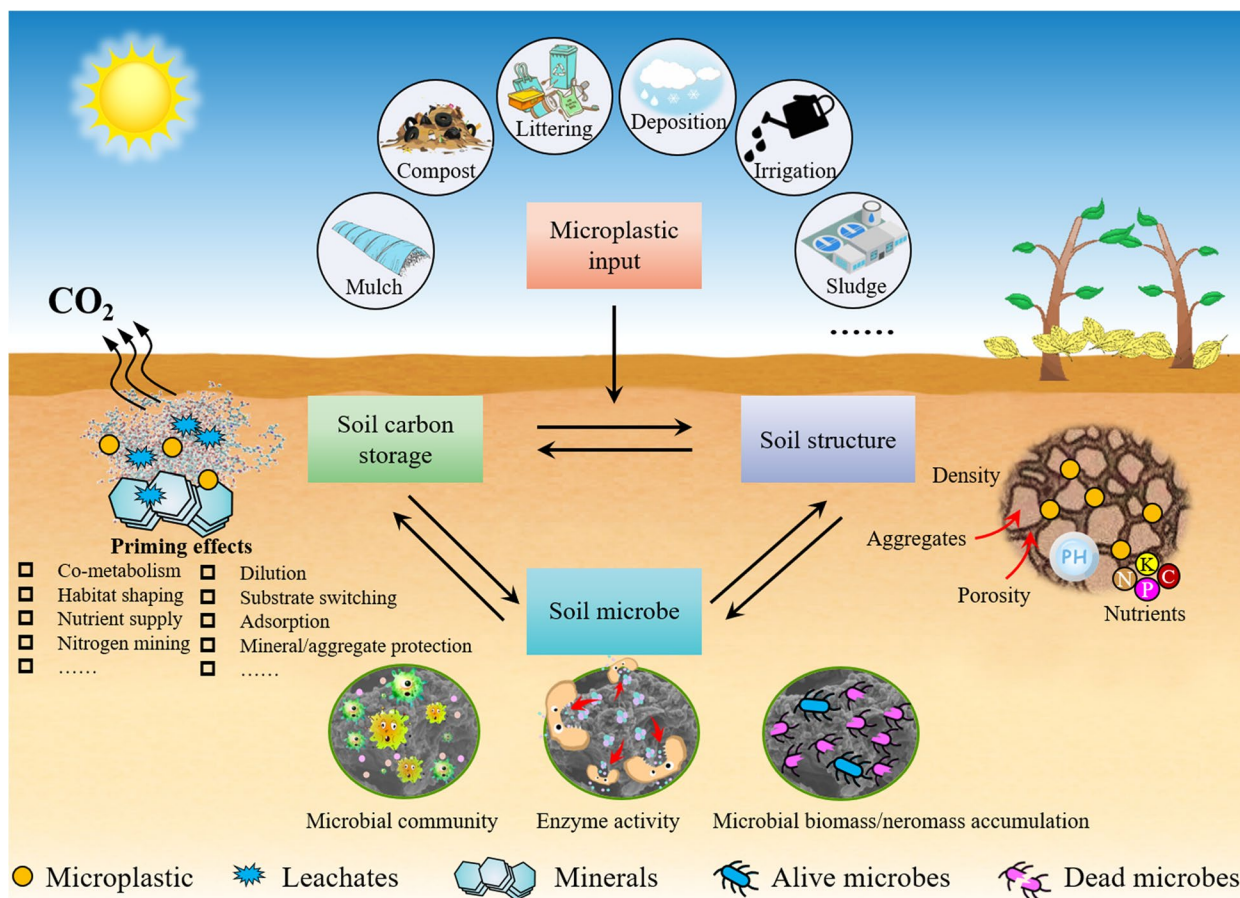 Littering
Deposition
Compost
Irrigation
Mulch
Microplastic
input
Sludge
......
CO2
Soil carbon
storage
Soil structure
Density
Aggregates
PH
Porosity
N
K
P
C
Nutrients
Priming effects
Co-metabolism
Habitat shaping
Nutrient supply
Nitrogen mining
......
Dilution
Substrate switching
Adsorption
Mineral/aggregate protection
......
Soil microbe
Microbial community
Enzyme activity
Microbial biomass/neromass accumulation
Microplastic
Leachates
Minerals
Alive microbes
Dead microbes